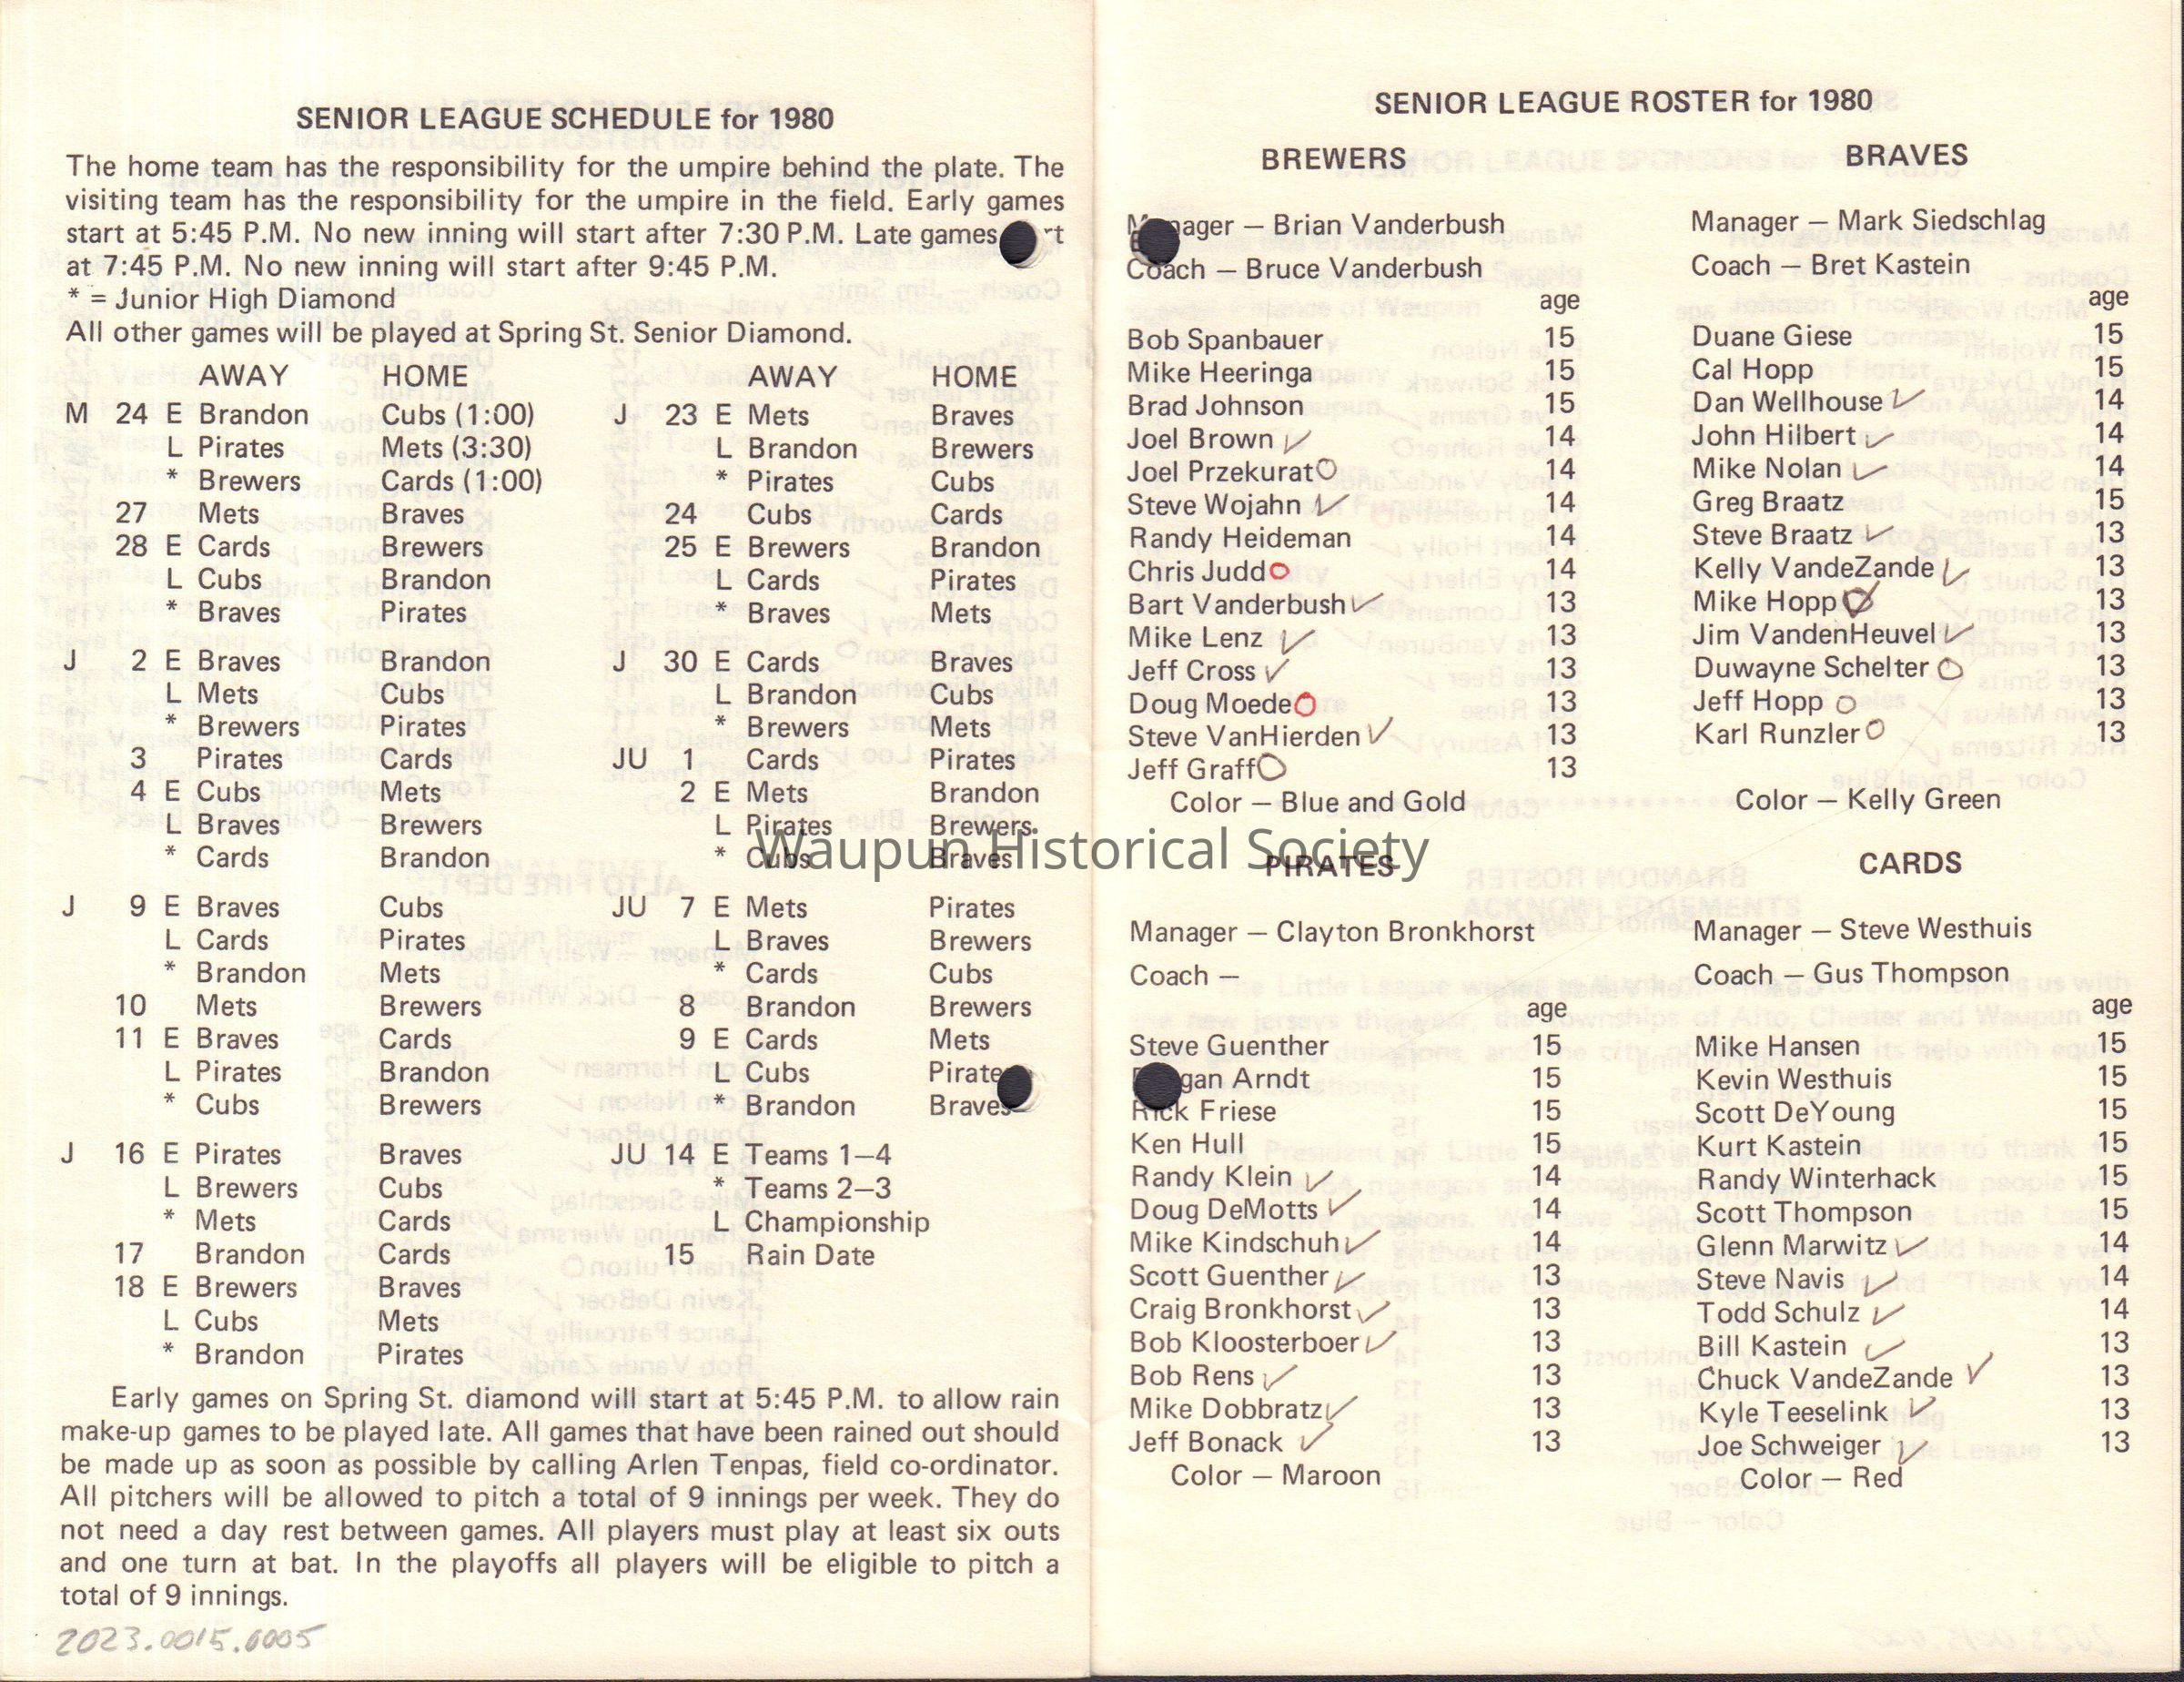 SENIOR LEAGUE SCHEDULE for 1980
The home team has the responsibility for the umpire behind the plate. The
visiting team has the responsibility for the umpire in the field. Early games
start at 5:45 P.M. No new inning will start after 7:30 P.M. Late games
at 7:45 P.M. No new inning will start after 9:45 P.M.
* = Junior High Diamond
All other games will be played at Spring St. Senior Diamond.
AWAY HOME
M 24 E Brandon Cubs (1:00)
L Pirates Mets (3:30)
* Brewers Cards (1:00)
27 Mets Braves
28 E Cards Brewers
L Cubs Brandon
* Braves Pirates
J 2 E Braves Brandon
L Mets Cubs
* Brewers Pirates
3 Pirates Cards
4 E Cubs Mets
L Braves Brewers
* Cards Brandon
J 9 E Braves Cubs
L Cards Pirates
* Brandon Mets
10 Mets Brewers
11 E Braves Cards
L Pirates Brandon
* Cubs Brewers
J 16 E Pirates Braves
L Brewers Cubs
* Mets Cards
17 Brandon Cards
18 E Brewers Braves
L Cubs Mets
* Brandon Pirates
AWAY HOME
J 23 E Mets Braves
L Brandon Brewers
* Pirates Cubs
24 Cubs Cards
25 E Brewers Brandon
L Cards Pirates
* Braves Mets
J 30 E Cards Braves
L Brandon Cubs
* Brewers Mets
JU 1 Cards Pirates
2 E Mets Brandon
L Pirates Brewers
* Cubs Braves
JU 7 E Mets Pirates
L Braves Brewers
* Cards Cubs
8 Brandon Brewers
9 E Cards Mets
L Cubs Pirates
* Brandon Braves
JU 14 E Teams 1–4
* Teams 2–3
L Championship
15 Rain Date
Early games on Spring St. diamond will start at 5:45 P.M. to allow rain
make-up games to be played late. All games that have been rained out should
be made up as soon as possible by calling Arlen Tenpas, field co-ordinator.
All pitchers will be allowed to pitch a total of 9 innings per week. They do
not need a day rest between games. All players must play at least six outs
and one turn at bat. In the playoffs all players will be eligible to pitch a
total of 9 innings.
2023.0015.0005
SENIOR LEAGUE ROSTER for 1980
BREWERS
Manager – Brian Vanderbush
Coach – Bruce Vanderbush
age
Bob Spanbauer 15
Mike Heeringa 15
Brad Johnson 15
Joel Brown 14
Joel Przekurat 14
Steve Wojahn 14
Randy Heideman 14
Chris Judd 14
Bart Vanderbush 13
Mike Lenz 13
Jeff Cross 13
Doug Moede 13
Steve VanHierden 13
Jeff Graff 13
Color – Blue and Gold
BRAVES
Manager – Mark Siedschlag
Coach – Bret Kastein
age
Duane Giese 15
Cal Hopp 15
Dan Wellhouse 14
John Hilbert 14
Mike Nolan 14
Greg Braatz 15
Steve Braatz 13
Kelly VandeZande 13
Mike Hopp 13
Jim VandenHeuvel 13
Duwayne Schelter 13
Jeff Hopp 13
Karl Runzler 13
Color – Kelly Green
Waupun Historical Society
PIRATES
Manager – Clayton Bronkhorst
Coach –
age
Steve Guenther 15
Arndt 15
Rick Friese 15
Ken Hull 15
Randy Klein 14
Doug DeMotts 14
Mike Kindschuh 14
Scott Guenther 13
Craig Bronkhorst 13
Bob Kloosterboer 13
Bob Rens 13
Mike Dobbratz 13
Jeff Bonack 13
Color – Maroon
CARDS
Manager – Steve Westhuis
Coach – Gus Thompson
age
Mike Hansen 15
Kevin Westhuis 15
Scott DeYoung 15
Kurt Kastein 15
Randy Winterhack 15
Scott Thompson 15
Glenn Marwitz 14
Steve Navis 14
Todd Schulz 14
Bill Kastein 13
Chuck VandeZande 13
Kyle Teeselink 13
Joe Schweiger 13
Color – Red